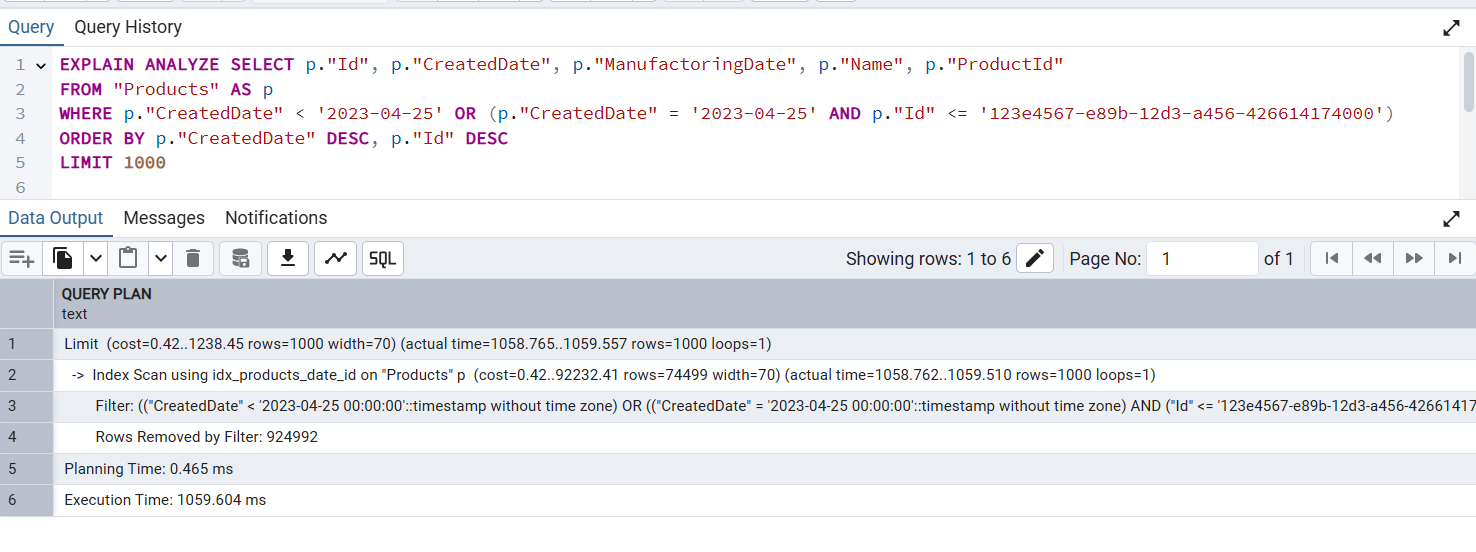 Query Query History
1 EXPLAIN ANALYZE SELECT p."Id", p."CreatedDate", p."ManufactoringDate", p."Name", p."ProductId"
2 FROM "Products" AS p
3 WHERE p."CreatedDate" < '2023-04-25' OR (p."CreatedDate" = '2023-04-25' AND p."Id" <= '123e4567-e89b-12d3-a456-426614174000')
4 ORDER BY p."CreatedDate" DESC, p."Id" DESC
5 LIMIT 1000
6
Data Output Messages Notifications
SQL Showing rows: 1 to 6 Page No: 1 of 1
QUERY PLAN
text
1 Limit (cost=0.42..1238.45 rows=1000 width=70) (actual time=1058.765..1059.557 rows=1000 loops=1)
2 -> Index Scan using idx_products_date_id on "Products" p (cost=0.42..92232.41 rows=74499 width=70) (actual time=1058.762..1059.510 rows=1000 loops=1)
3 Filter: (("CreatedDate" < '2023-04-25 00:00:00'::timestamp without time zone) OR (("CreatedDate" = '2023-04-25 00:00:00'::timestamp without time zone) AND ("Id" <= '123e4567-e89b-12d3-a456-42661417
4 Rows Removed by Filter: 924992
5 Planning Time: 0.465 ms
6 Execution Time: 1059.604 ms